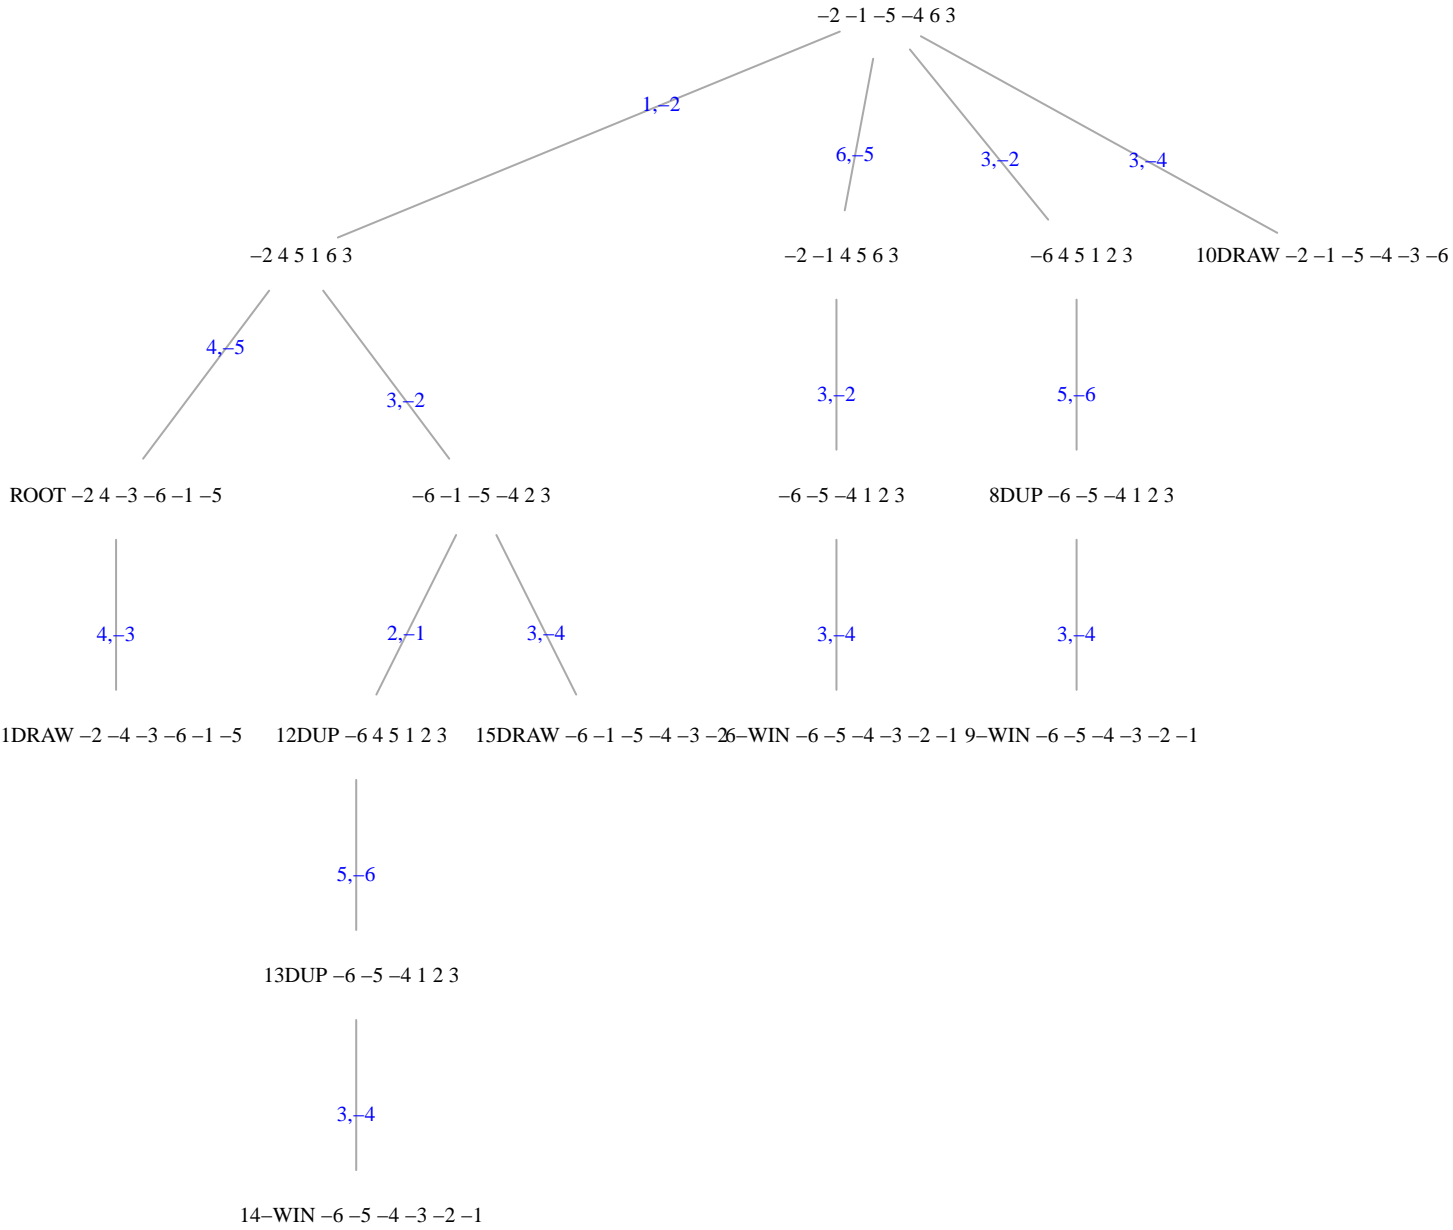 −2 −1 −5 −4 6 3
1,−2
6,−5
3,−2
3,−4
−2 4 5 1 6 3
−2 −1 4 5 6 3
−6 4 5 1 2 3
10DRAW −2 −1 −5 −4 −3 −6
4,−5
3,−2
3,−2
5,−6
ROOT −2 4 −3 −6 −1 −5
−6 −1 −5 −4 2 3
−6 −5 −4 1 2 3
8DUP −6 −5 −4 1 2 3
4,−3
2,−1
3,−4
3,−4
3,−4
1DRAW −2 −4 −3 −6 −1 −5
12DUP −6 4 5 1 2 3
15DRAW −6 −1 −5 −4 −3 −2
6−WIN −6 −5 −4 −3 −2 −1
9−WIN −6 −5 −4 −3 −2 −1
5,−6
13DUP −6 −5 −4 1 2 3
3,−4
14−WIN −6 −5 −4 −3 −2 −1